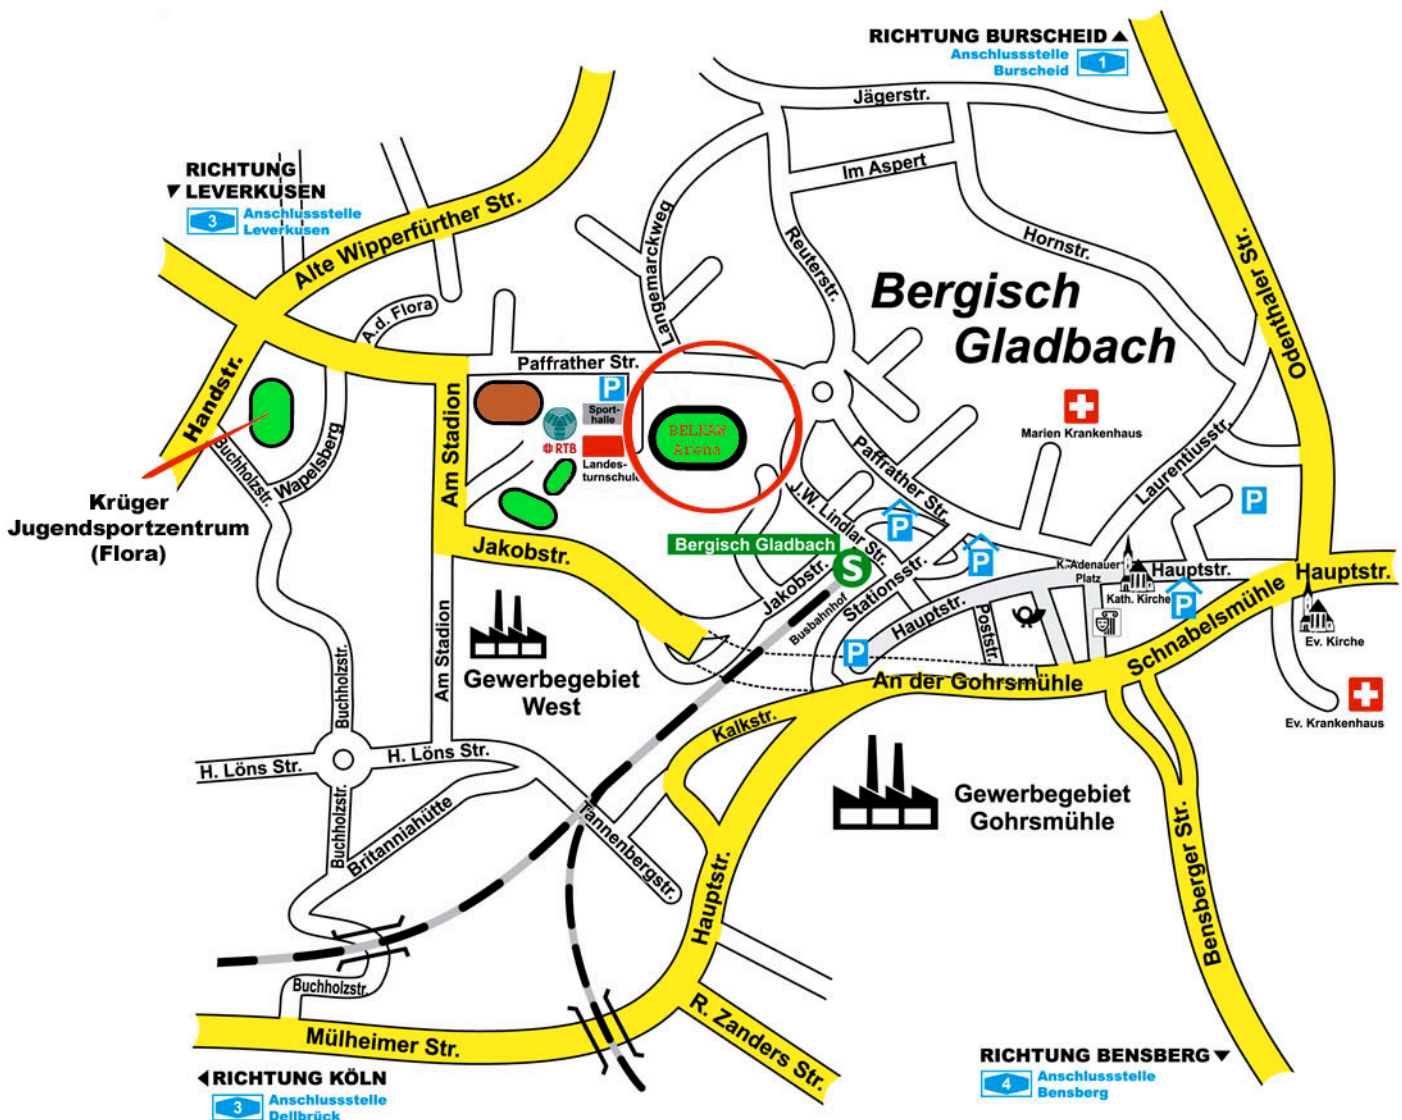 RICHTUNG BURSCHEID
Anschlussstelle
Burscheid
1
Jägerstr.
Im Aspert
RICHTUNG
LEVERKUSEN
3
Anschlussstelle
Leverkusen
Alte Wipperfürther Str.
Langemarckweg
Reuterstr.
Hornstr.
Odenthaler Str.
Bergisch
Gladbach
A.d. Flora
Paffrather Str.
Handstr.
Am Stadion
P
Sport-
halle
RTB
Landes-
turnschule
BELKAW
Arena
Marien Krankenhaus
Buchholzstr.
Wapelsberg
Paffrather Str.
Laurentiusstr.
J.W. Lindlar Str.
P
P
P
Krüger
Jugendsportzentrum
(Flora)
Jakobstr.
Bergisch Gladbach
S
Jakobstr.
Busbahnhof
Stationsstr.
Hauptstr.
Poststr.
K.-Adenauer
Platz
Kath. Kirche
Hauptstr.
P
Hauptstr.
Ev. Kirche
Schnabelsmühle
P
An der Gohrsmühle
Ev. Krankenhaus
Am Stadion
Gewerbegebiet
West
Buchholzstr.
Kalkstr.
H. Löns Str.
H. Löns Str.
Gewerbegebiet
Gohrsmühle
Buchholzstr.
Britanniahütte
Tannenbergstr.
Hauptstr.
Bensberger Str.
Buchholzstr.
Mülheimer Str.
R. Zanders Str.
RICHTUNG KÖLN
3
Anschlussstelle
Dellbrück
RICHTUNG BENSBERG
4
Anschlussstelle
Bensberg